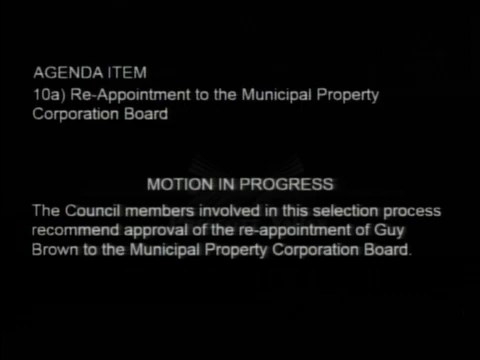 AGENDA ITEM
10a) Re-Appointment to the Municipal Property
Corporation Board
MOTION IN PROGRESS
The Council members involved in this selection process
recommend approval of the re-appointment of Guy
Brown to the Municipal Property Corporation Board.